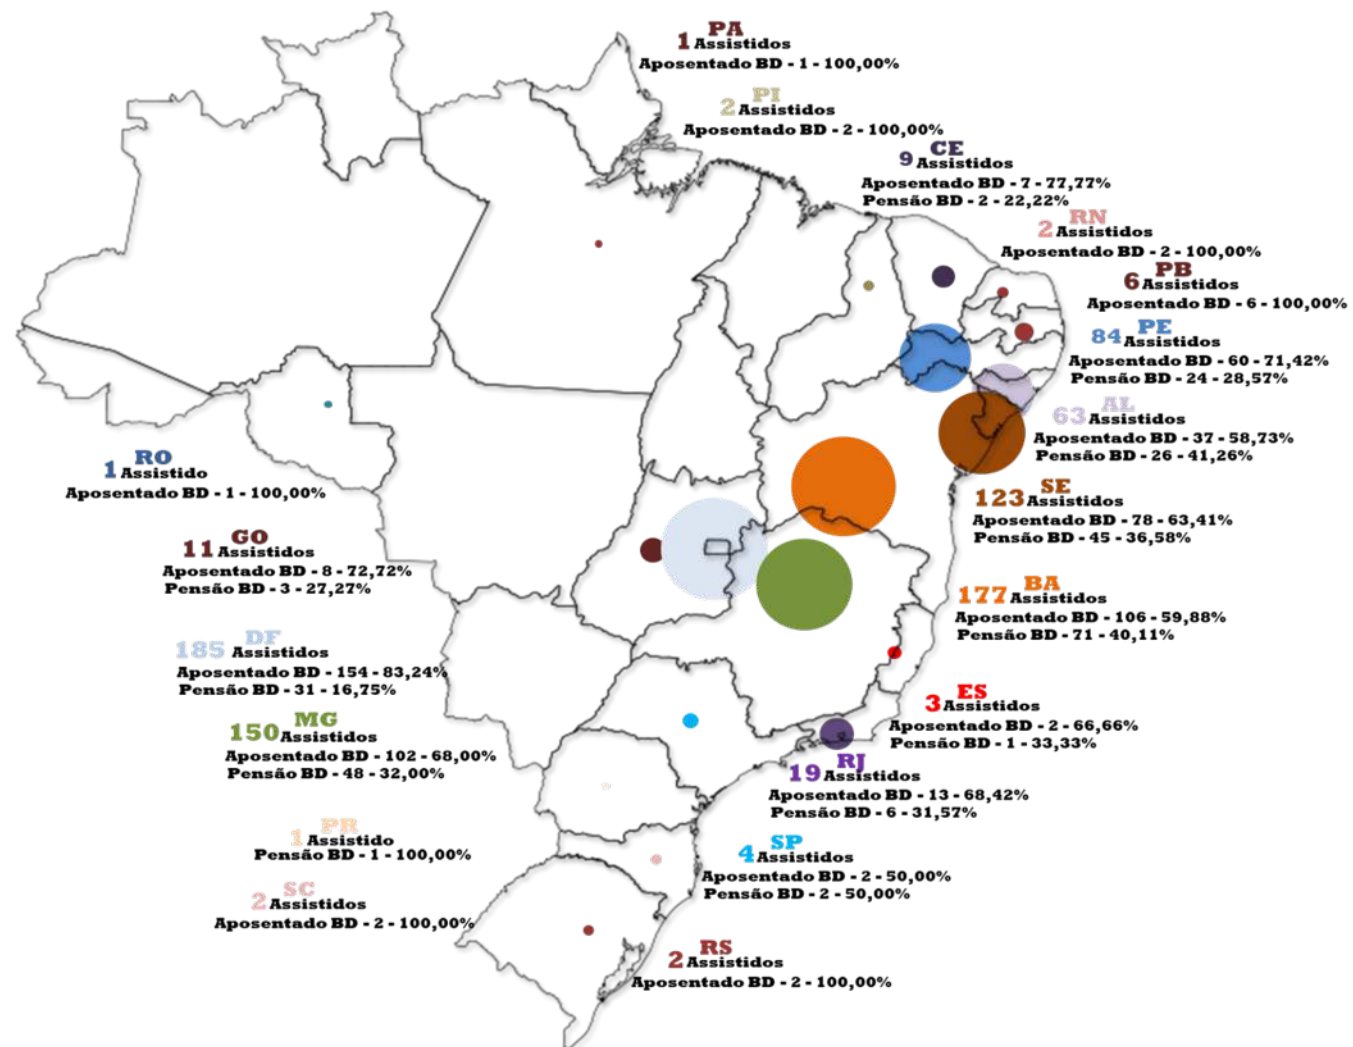 PA
1 Assistidos
Aposentado BD - 1 - 100,00%
PI
2 Assistidos
Aposentado BD - 2 - 100,00%
CE
9 Assistidos
Aposentado BD - 7 - 77,77%
Pensão BD - 2 - 22,22%
RN
2 Assistidos
Aposentado BD - 2 - 100,00%
PB
6 Assistidos
Aposentado BD - 6 - 100,00%
PE
84 Assistidos
Aposentado BD - 60 - 71,42%
Pensão BD - 24 - 28,57%
AL
63 Assistidos
Aposentado BD - 37 - 58,73%
Pensão BD - 26 - 41,26%
SE
123 Assistidos
Aposentado BD - 78 - 63,41%
Pensão BD - 45 - 36,58%
BA
177 Assistidos
Aposentado BD - 106 - 59,88%
Pensão BD - 71 - 40,11%
ES
3 Assistidos
Aposentado BD - 2 - 66,66%
Pensão BD - 1 - 33,33%
RJ
19 Assistidos
Aposentado BD - 13 - 68,42%
Pensão BD - 6 - 31,57%
SP
4 Assistidos
Aposentado BD - 2 - 50,00%
Pensão BD - 2 - 50,00%
RS
2 Assistidos
Aposentado BD - 2 - 100,00%
RO
1 Assistido
Aposentado BD - 1 - 100,00%
GO
11 Assistidos
Aposentado BD - 8 - 72,72%
Pensão BD - 3 - 27,27%
DF
185 Assistidos
Aposentado BD - 154 - 83,24%
Pensão BD - 31 - 16,75%
MG
150 Assistidos
Aposentado BD - 102 - 68,00%
Pensão BD - 48 - 32,00%
PR
1 Assistido
Pensão BD - 1 - 100,00%
SC
2 Assistidos
Aposentado BD - 2 - 100,00%